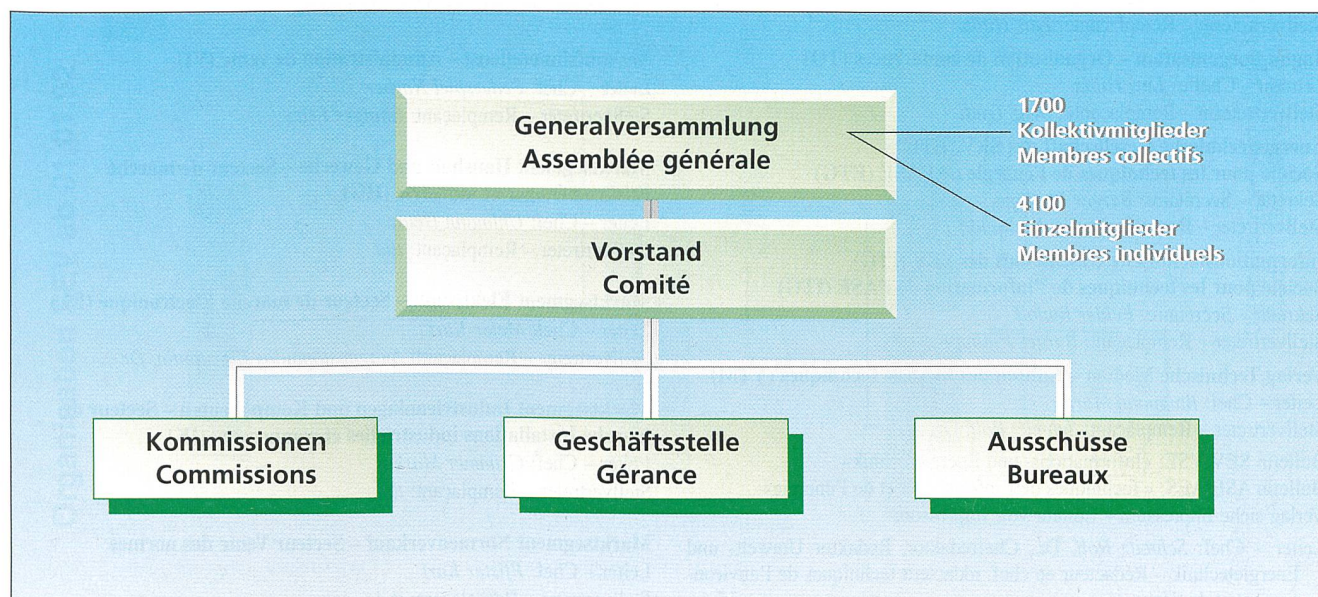 Generalversammlung
Assemblée générale
1700
Kollektivmitglieder
Membres collectifs
4100
Einzelmitglieder
Membres individuels
Vorstand
Comité
Kommissionen
Commissions
Geschäftsstelle
Gérance
Ausschüsse
Bureaux